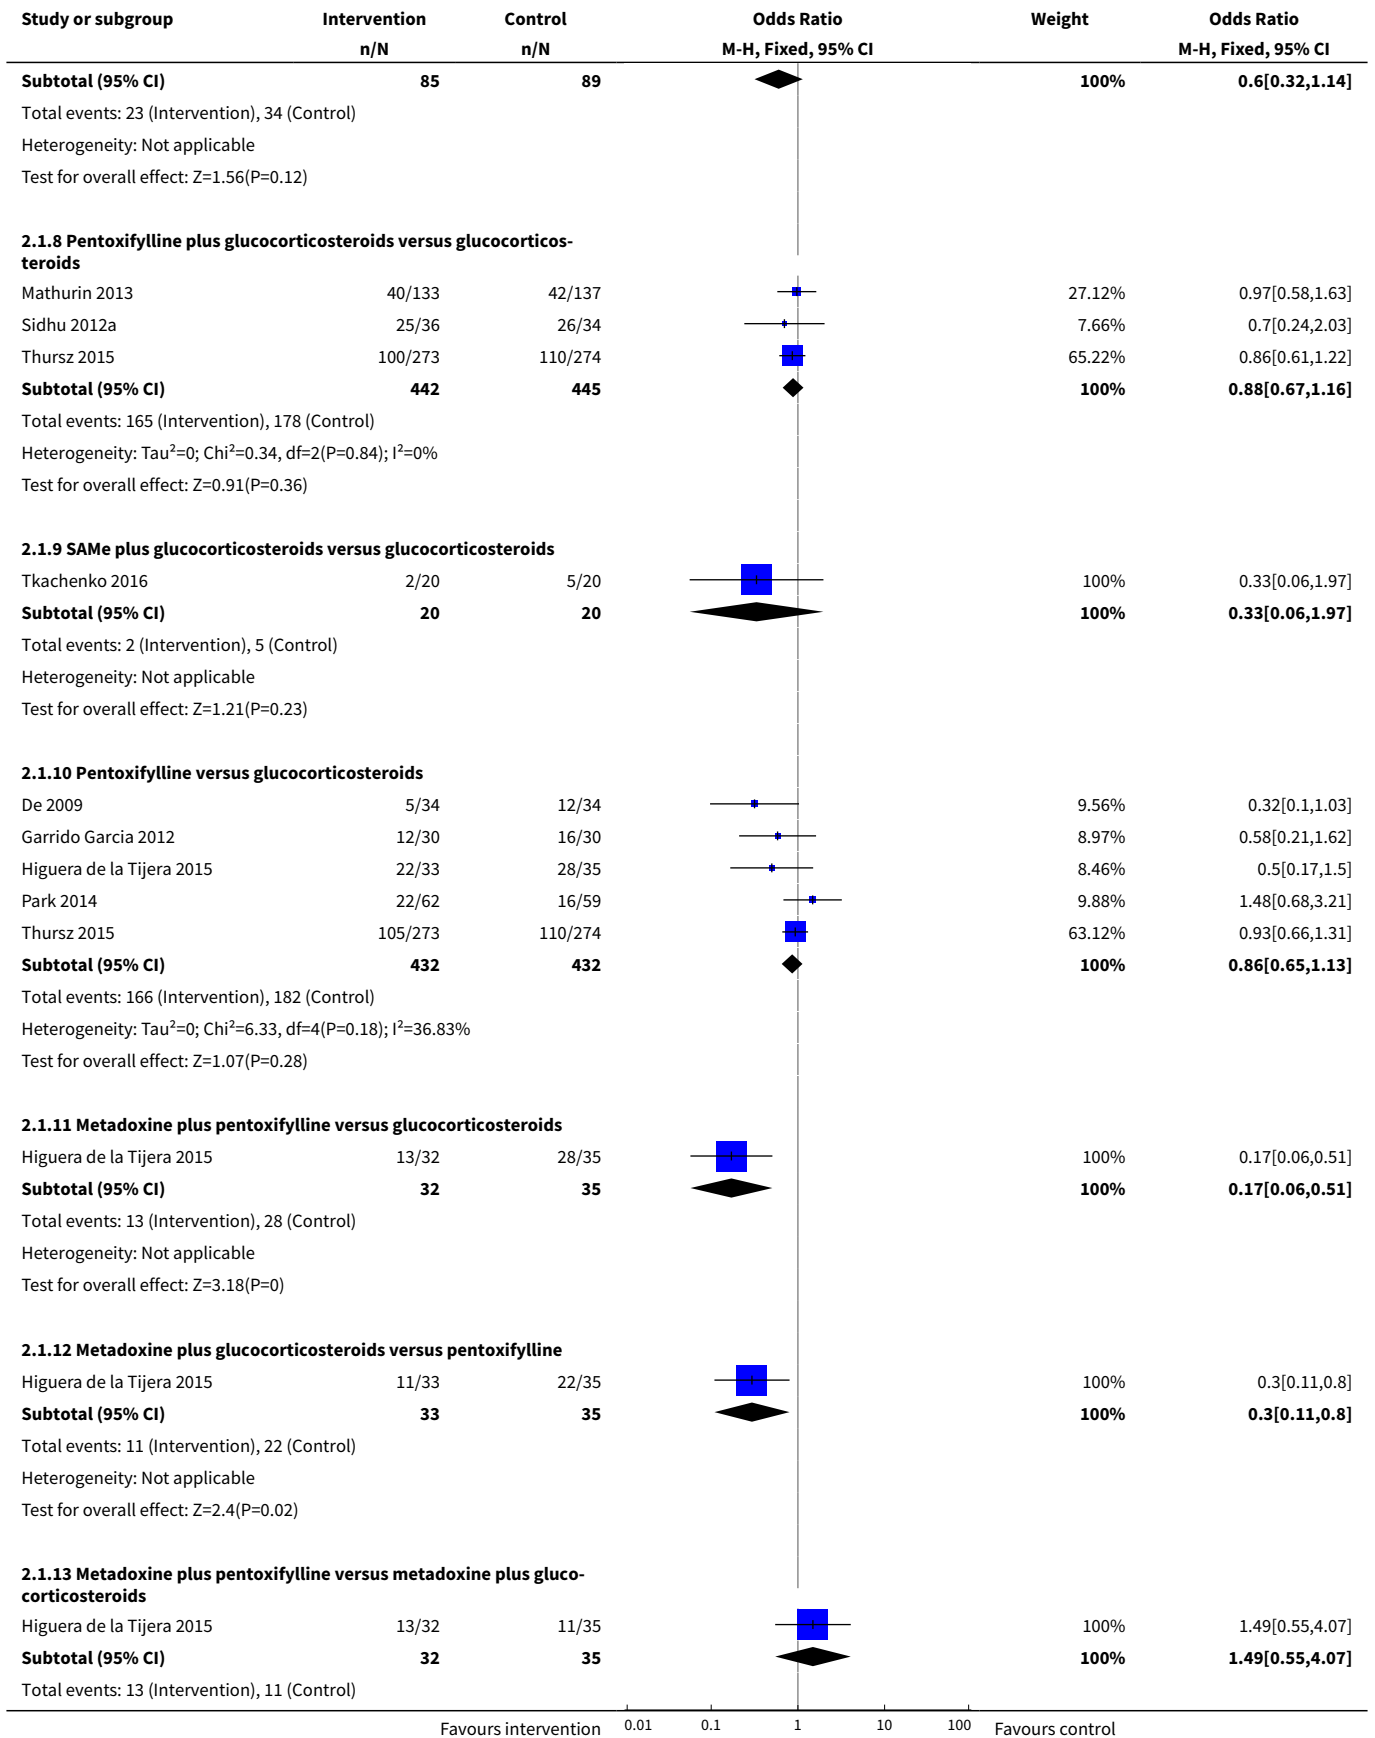 Study or subgroup Intervention Control Odds Ratio Weight Odds Ratio
n/N n/N M-H, Fixed, 95% CI M-H, Fixed, 95% CI
Subtotal (95% CI) 85 89 100% 0.6[0.32,1.14]
Total events: 23 (Intervention), 34 (Control)
Heterogeneity: Not applicable
Test for overall effect: Z=1.56(P=0.12)
2.1.8 Pentoxifylline plus glucocorticosteroids versus glucocorticos-
teroids
Mathurin 2013 40/133 42/137 27.12% 0.97[0.58,1.63]
Sidhu 2012a 25/36 26/34 7.66% 0.7[0.24,2.03]
Thursz 2015 100/273 110/274 65.22% 0.86[0.61,1.22]
Subtotal (95% CI) 442 445 100% 0.88[0.67,1.16]
Total events: 165 (Intervention), 178 (Control)
Heterogeneity: Tau²=0; Chi²=0.34, df=2(P=0.84); I²=0%
Test for overall effect: Z=0.91(P=0.36)
2.1.9 SAMe plus glucocorticosteroids versus glucocorticosteroids
Tkachenko 2016 2/20 5/20 100% 0.33[0.06,1.97]
Subtotal (95% CI) 20 20 100% 0.33[0.06,1.97]
Total events: 2 (Intervention), 5 (Control)
Heterogeneity: Not applicable
Test for overall effect: Z=1.21(P=0.23)
2.1.10 Pentoxifylline versus glucocorticosteroids
De 2009 5/34 12/34 9.56% 0.32[0.1,1.03]
Garrido Garcia 2012 12/30 16/30 8.97% 0.58[0.21,1.62]
Higuera de la Tijera 2015 22/33 28/35 8.46% 0.5[0.17,1.5]
Park 2014 22/62 16/59 9.88% 1.48[0.68,3.21]
Thursz 2015 105/273 110/274 63.12% 0.93[0.66,1.31]
Subtotal (95% CI) 432 432 100% 0.86[0.65,1.13]
Total events: 166 (Intervention), 182 (Control)
Heterogeneity: Tau²=0; Chi²=6.33, df=4(P=0.18); I²=36.83%
Test for overall effect: Z=1.07(P=0.28)
2.1.11 Metadoxine plus pentoxifylline versus glucocorticosteroids
Higuera de la Tijera 2015 13/32 28/35 100% 0.17[0.06,0.51]
Subtotal (95% CI) 32 35 100% 0.17[0.06,0.51]
Total events: 13 (Intervention), 28 (Control)
Heterogeneity: Not applicable
Test for overall effect: Z=3.18(P=0)
2.1.12 Metadoxine plus glucocorticosteroids versus pentoxifylline
Higuera de la Tijera 2015 11/33 22/35 100% 0.3[0.11,0.8]
Subtotal (95% CI) 33 35 100% 0.3[0.11,0.8]
Total events: 11 (Intervention), 22 (Control)
Heterogeneity: Not applicable
Test for overall effect: Z=2.4(P=0.02)
2.1.13 Metadoxine plus pentoxifylline versus metadoxine plus gluco-
corticosteroids
Higuera de la Tijera 2015 13/32 11/35 100% 1.49[0.55,4.07]
Subtotal (95% CI) 32 35 100% 1.49[0.55,4.07]
Total events: 13 (Intervention), 11 (Control)
Favours intervention 0.01 0.1 1 10 100 Favours control